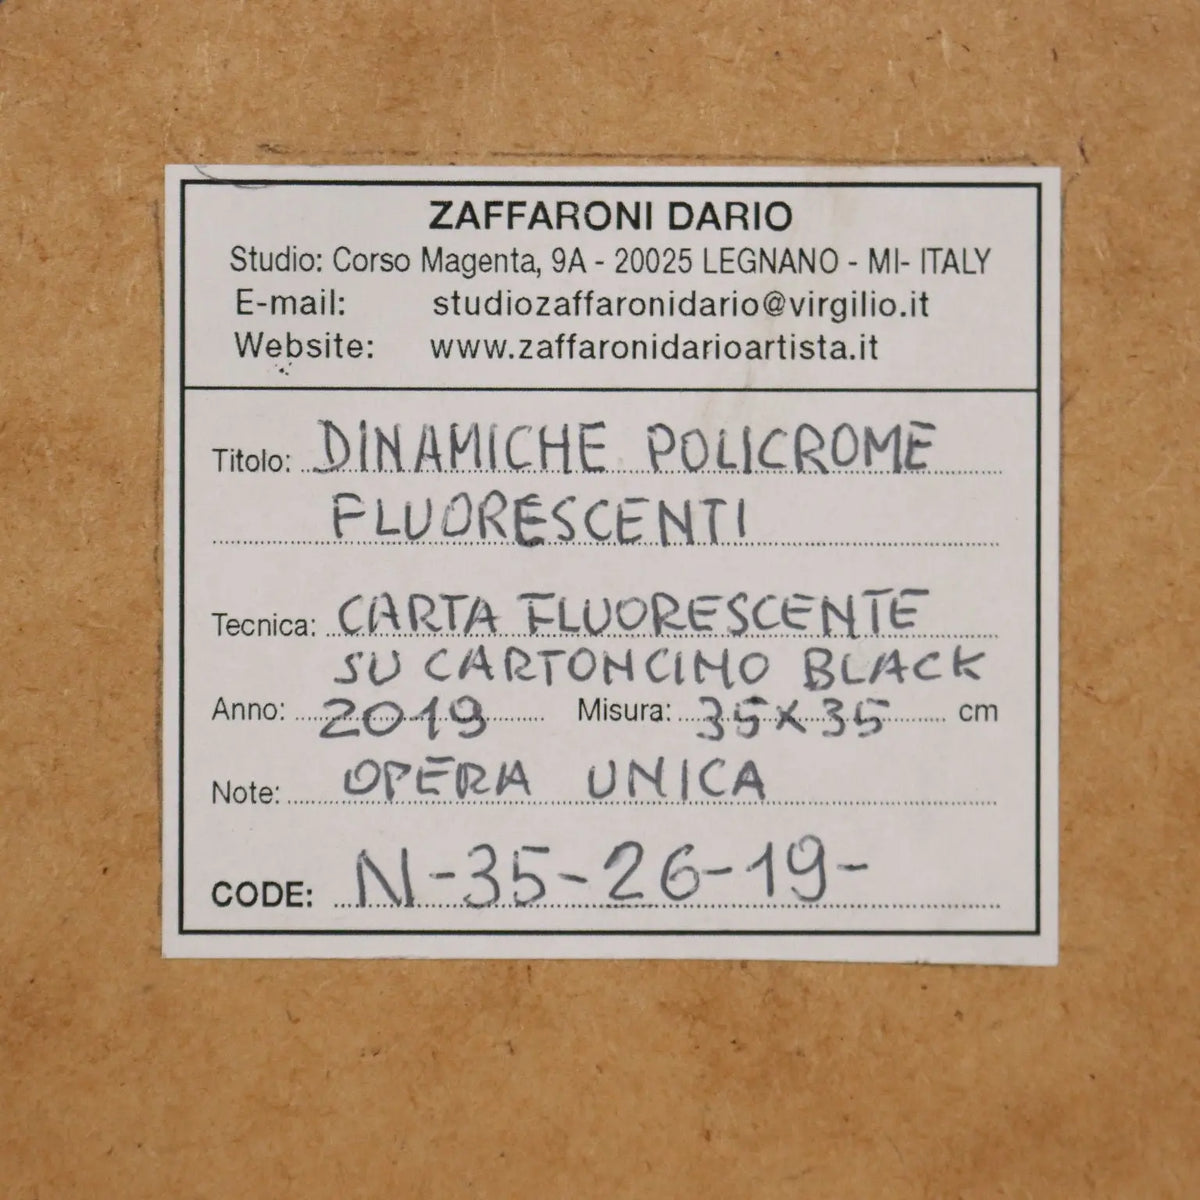 ZAFFARONI DARIO
Studio: Corso Magenta, 9A - 20025 LEGNANO - MI- ITALY
E-mail: studiozaffaronidario@virgilio.it
Website: www.zaffaronidarioartista.it
Titolo: DINAMICHE POLICROME
FLUORESCENTI
Tecnica: CARTA FLUORESCENTE
SU CARTONCINO BLACK
Anno: 2019 Misura: 35X35 cm
Note: OPERA UNICA
CODE: N-35-26-19-